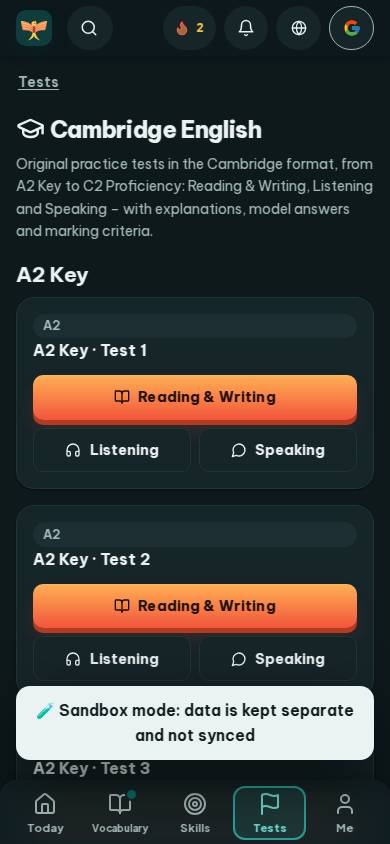 2
Tests
Cambridge English
Original practice tests in the Cambridge format, from
A2 Key to C2 Proficiency: Reading & Writing, Listening
and Speaking – with explanations, model answers
and marking criteria.
A2 Key
A2
A2 Key · Test 1
Reading & Writing
Listening
Speaking
A2
A2 Key · Test 2
Reading & Writing
Listening
Speaking
🧪 Sandbox mode: data is kept separate
and not synced
A2 Key · Test 3
Today
Vocabulary
Skills
Tests
Me